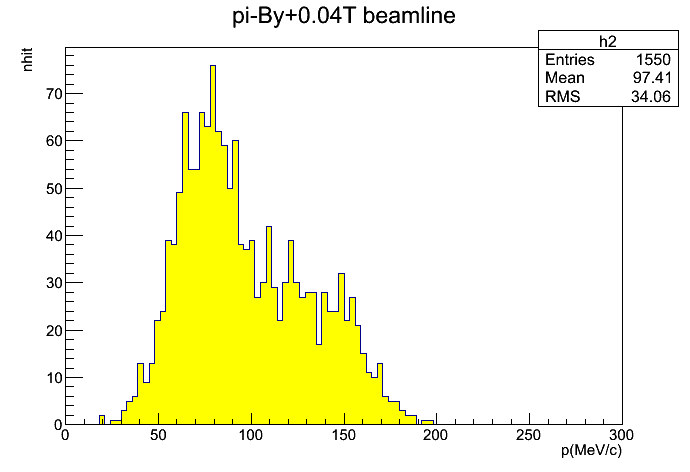 pi-By+0.04T beamline
h2
Entries 1550
Mean 97.41
RMS 34.06
nhit
70
60
50
40
30
20
10
0
0 50 100 150 200 250 300
p(MeV/c)